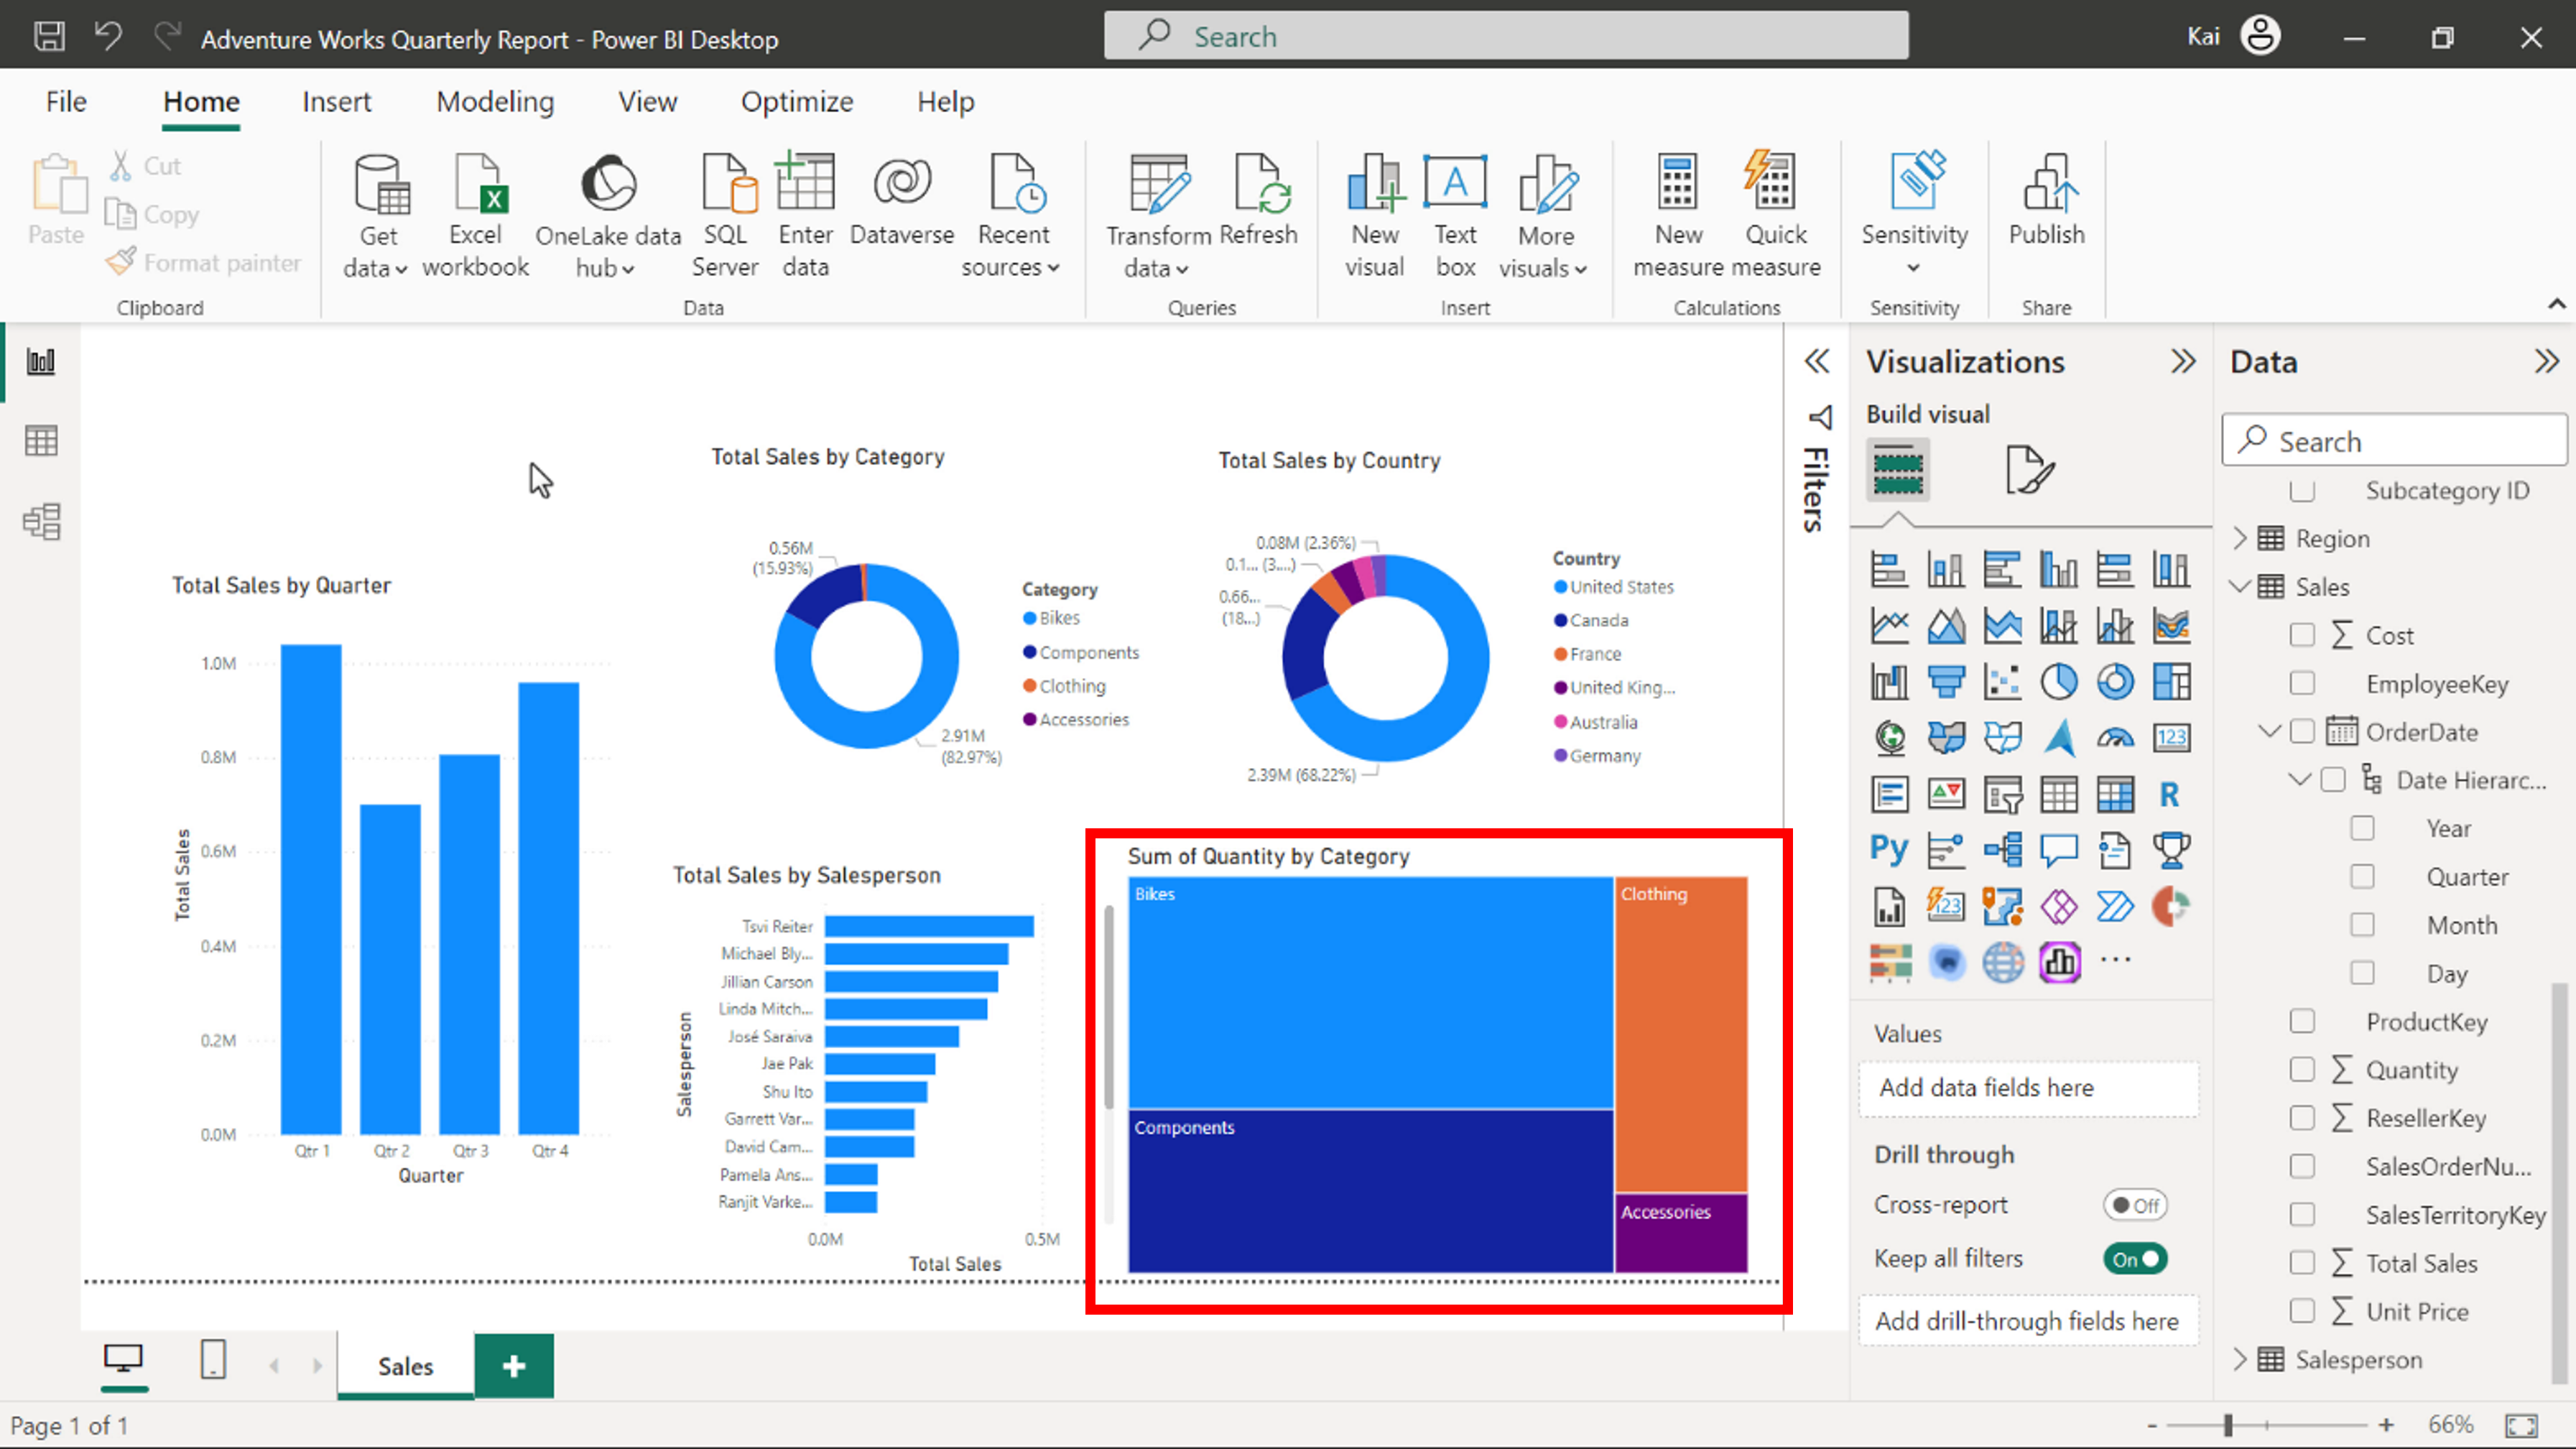 Adventure Works Quarterly Report - Power BI Desktop
Search
Kai
File
Home
Insert
Modeling
View
Optimize
Help
Paste
Cut
Copy
Format painter
Clipboard
Get data
Excel workbook
OneLake data hub
SQL Server
Enter data
Dataverse
Recent sources
Data
Transform data
Refresh
Queries
New visual
Text box
More visuals
Insert
New measure
Quick measure
Calculations
Sensitivity
Sensitivity
Publish
Share
Total Sales by Quarter
Total Sales
1.0M
0.8M
0.6M
0.4M
0.2M
0.0M
Qtr 1
Qtr 2
Qtr 3
Qtr 4
Quarter
Total Sales by Category
0.56M
(15.93%)
2.91M
(82.97%)
Category
Bikes
Components
Clothing
Accessories
Total Sales by Country
0.08M (2.36%)
0.1... (3....)
0.66...
(18...)
2.39M (68.22%)
Country
United States
Canada
France
United King...
Australia
Germany
Total Sales by Salesperson
Salesperson
Tsvi Reiter
Michael Bly...
Jillian Carson
Linda Mitch...
José Saraiva
Jae Pak
Shu Ito
Garrett Var...
David Cam...
Pamela Ans...
Ranjit Varke...
0.0M
0.5M
Total Sales
Sum of Quantity by Category
Bikes
Clothing
Components
Accessories
Filters
Visualizations
Build visual
123
R
Py
123
Values
Add data fields here
Drill through
Cross-report
Off
Keep all filters
On
Add drill-through fields here
Data
Search
Subcategory ID
Region
Sales
Cost
EmployeeKey
OrderDate
Date Hierarc...
Year
Quarter
Month
Day
ProductKey
Quantity
ResellerKey
SalesOrderNu...
SalesTerritoryKey
Total Sales
Unit Price
Salesperson
Sales
Page 1 of 1
66%